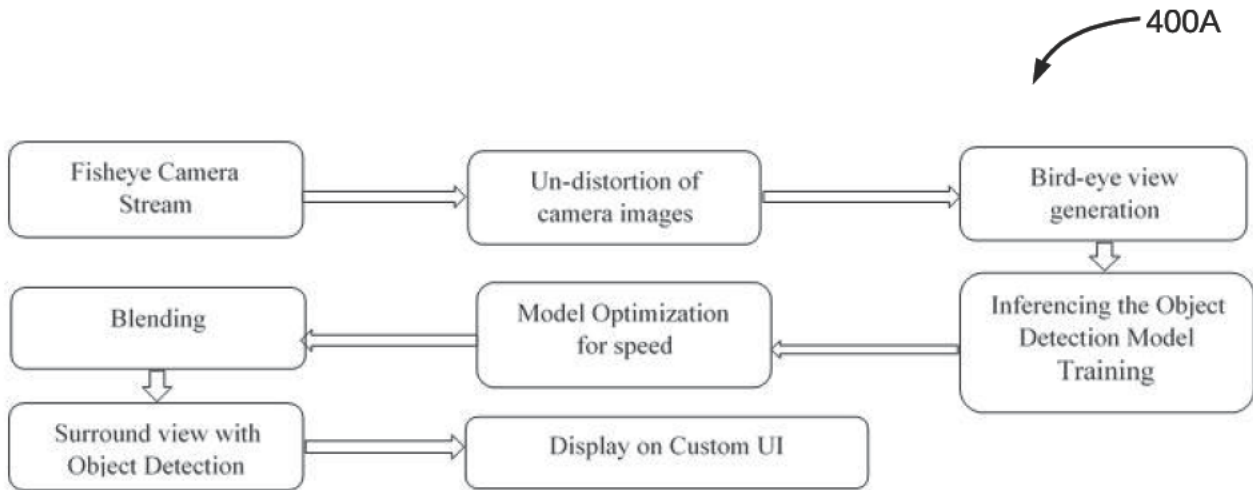 400A
Fisheye Camera
Stream
Un-distortion of
camera images
Bird-eye view
generation
Inferencing the Object
Detection Model
Training
Model Optimization
for speed
Blending
Surround view with
Object Detection
Display on Custom UI